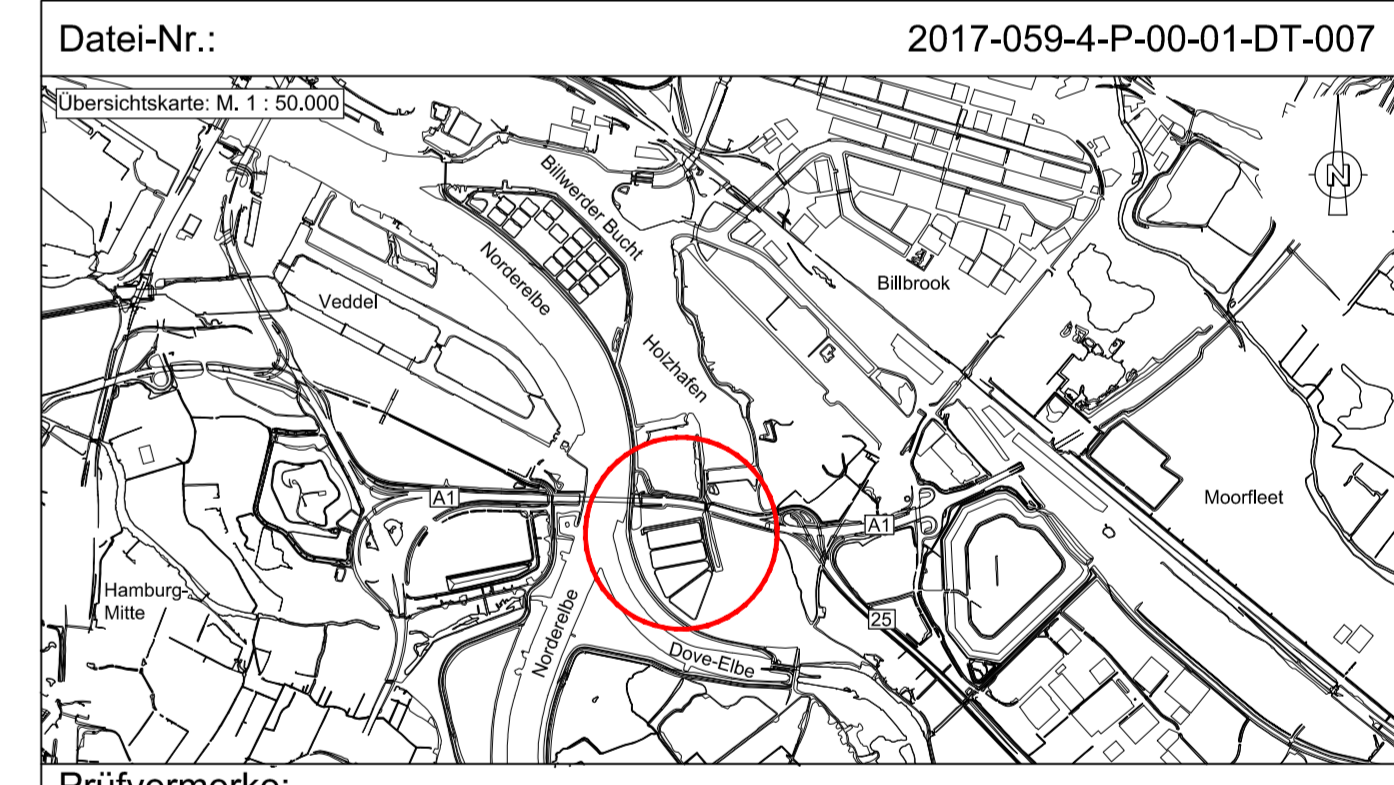 Datei-Nr.: 2017-059-4-P-00-01-DT-007
Übersichtskarte: M. 1 : 50.000
N
Billwerder Bucht
Norderelbe
Veddel
Billbrook
Holzhafen
A1
A1
Moorfleet
Hamburg-
Mitte
Norderelbe
25
Dove-Elbe
Prüfvermerke: